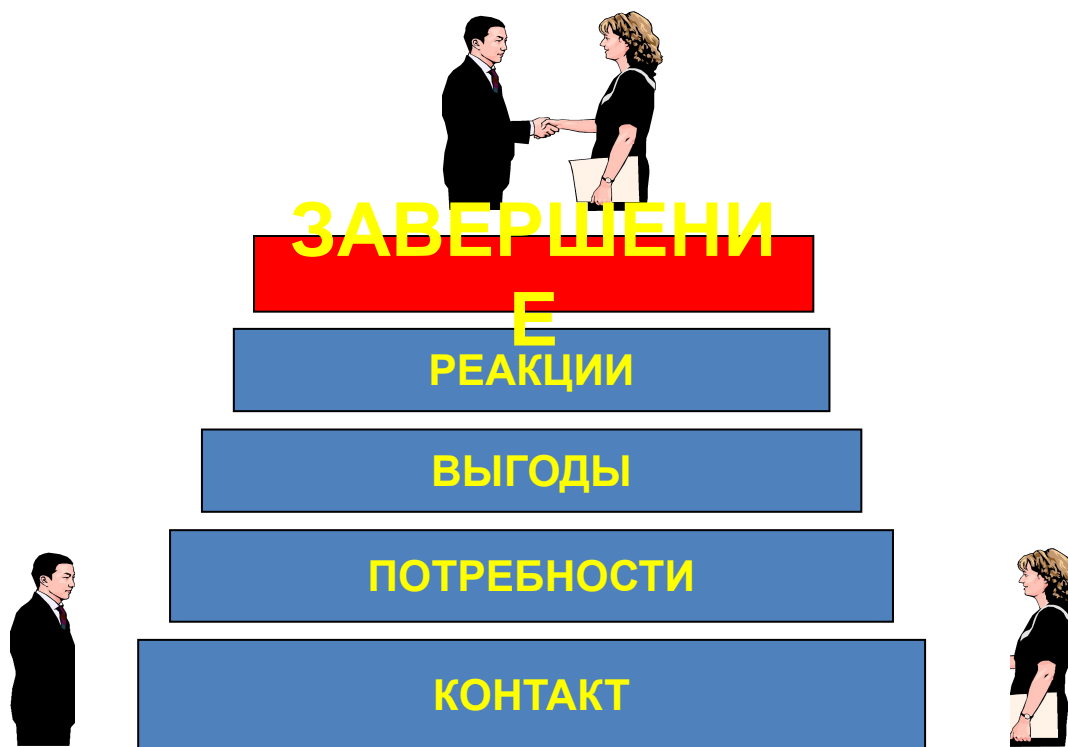 ЗАВЕРШЕНИ
Е
РЕАКЦИИ
ВЫГОДЫ
ПОТРЕБНОСТИ
КОНТАКТ